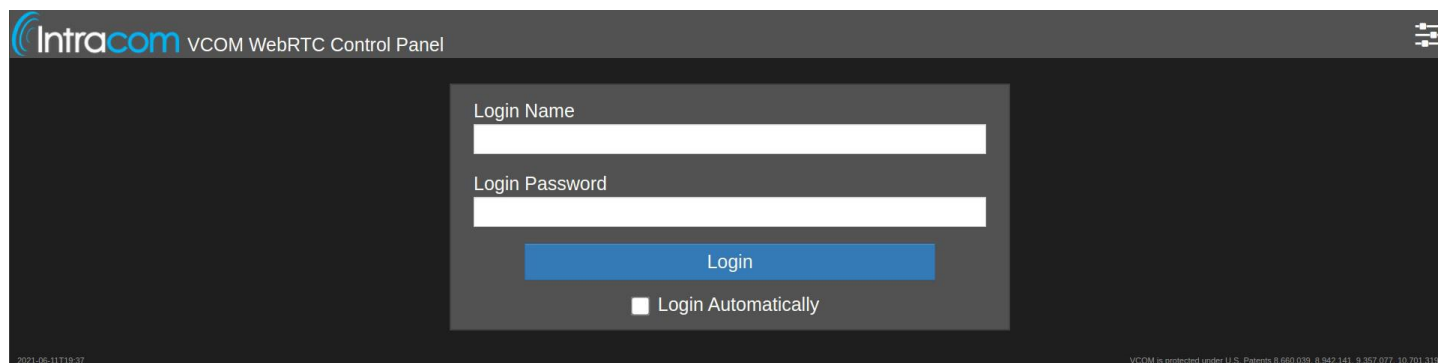 Intracom VCOM WebRTC Control Panel
Login Name
Login Password
Login
Login Automatically
2021-06-11T19:37
VCOM is protected under U.S. Patents 8,660,039, 8,942,141, 9,357,077, 10,701,319